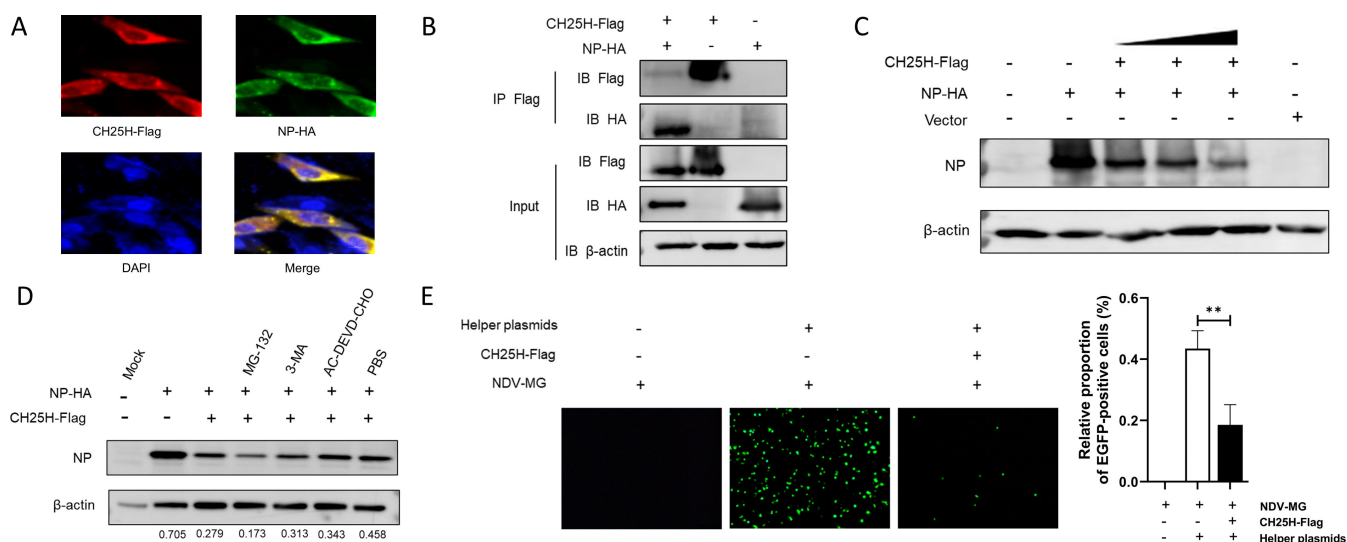 A
CH25H-Flag
NP-HA
DAPI
Merge
B
CH25H-Flag + + -
NP-HA + - +
IP Flag
IB Flag
IB HA
Input
IB Flag
IB HA
IB β-actin
C
CH25H-Flag - - + + + -
NP-HA - + + + + -
Vector - - - - - +
NP
β-actin
D
Mock
MG-132
3-MA
AC-DEVD-CHO
PBS
NP-HA - + + + + + +
CH25H-Flag - - + + + + +
NP
β-actin
0.705 0.279 0.173 0.313 0.343 0.458
E
Helper plasmids - + +
CH25H-Flag - - +
NDV-MG + + +
Relative proportion
of EGFP-positive cells (%)
0.6
0.4
0.2
0.0
**
+ + + NDV-MG
- - + CH25H-Flag
- + + Helper plasmids